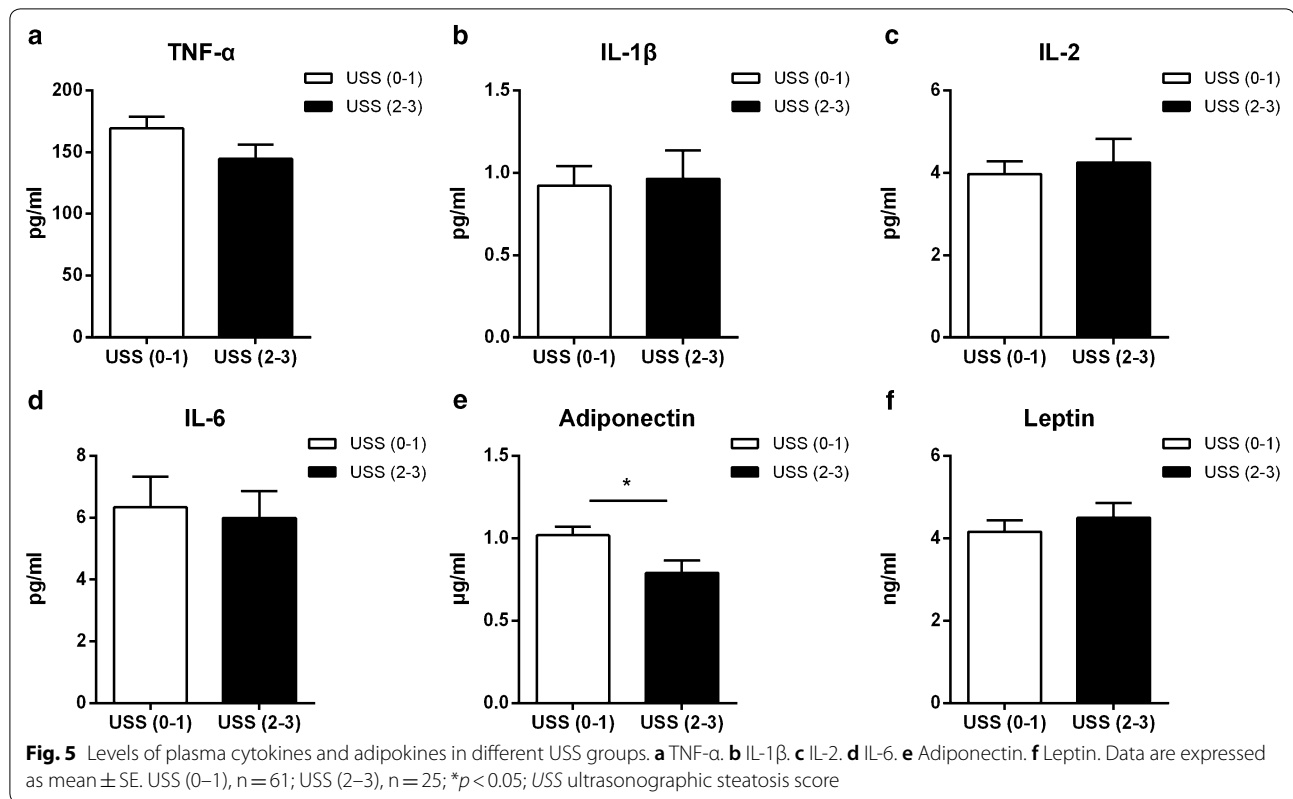 a
TNF-α
USS (0-1)
USS (2-3)
200
150
100
50
0
pg/ml
USS (0-1) USS (2-3)
b
IL-1β
USS (0-1)
USS (2-3)
1.5
1.0
0.5
0.0
pg/ml
USS (0-1) USS (2-3)
c
IL-2
USS (0-1)
USS (2-3)
6
4
2
0
pg/ml
USS (0-1) USS (2-3)
d
IL-6
USS (0-1)
USS (2-3)
8
6
4
2
0
pg/ml
USS (0-1) USS (2-3)
e
Adiponectin
USS (0-1)
USS (2-3)
1.5
1.0
0.5
0.0
µg/ml
*
USS (0-1) USS (2-3)
f
Leptin
USS (0-1)
USS (2-3)
6
4
2
0
ng/ml
USS (0-1) USS (2-3)
Fig. 5 Levels of plasma cytokines and adipokines in different USS groups. a TNF-α. b IL-1β. c IL-2. d IL-6. e Adiponectin. f Leptin. Data are expressed
as mean ± SE. USS (0–1), n = 61; USS (2–3), n = 25; *p < 0.05; USS ultrasonographic steatosis score